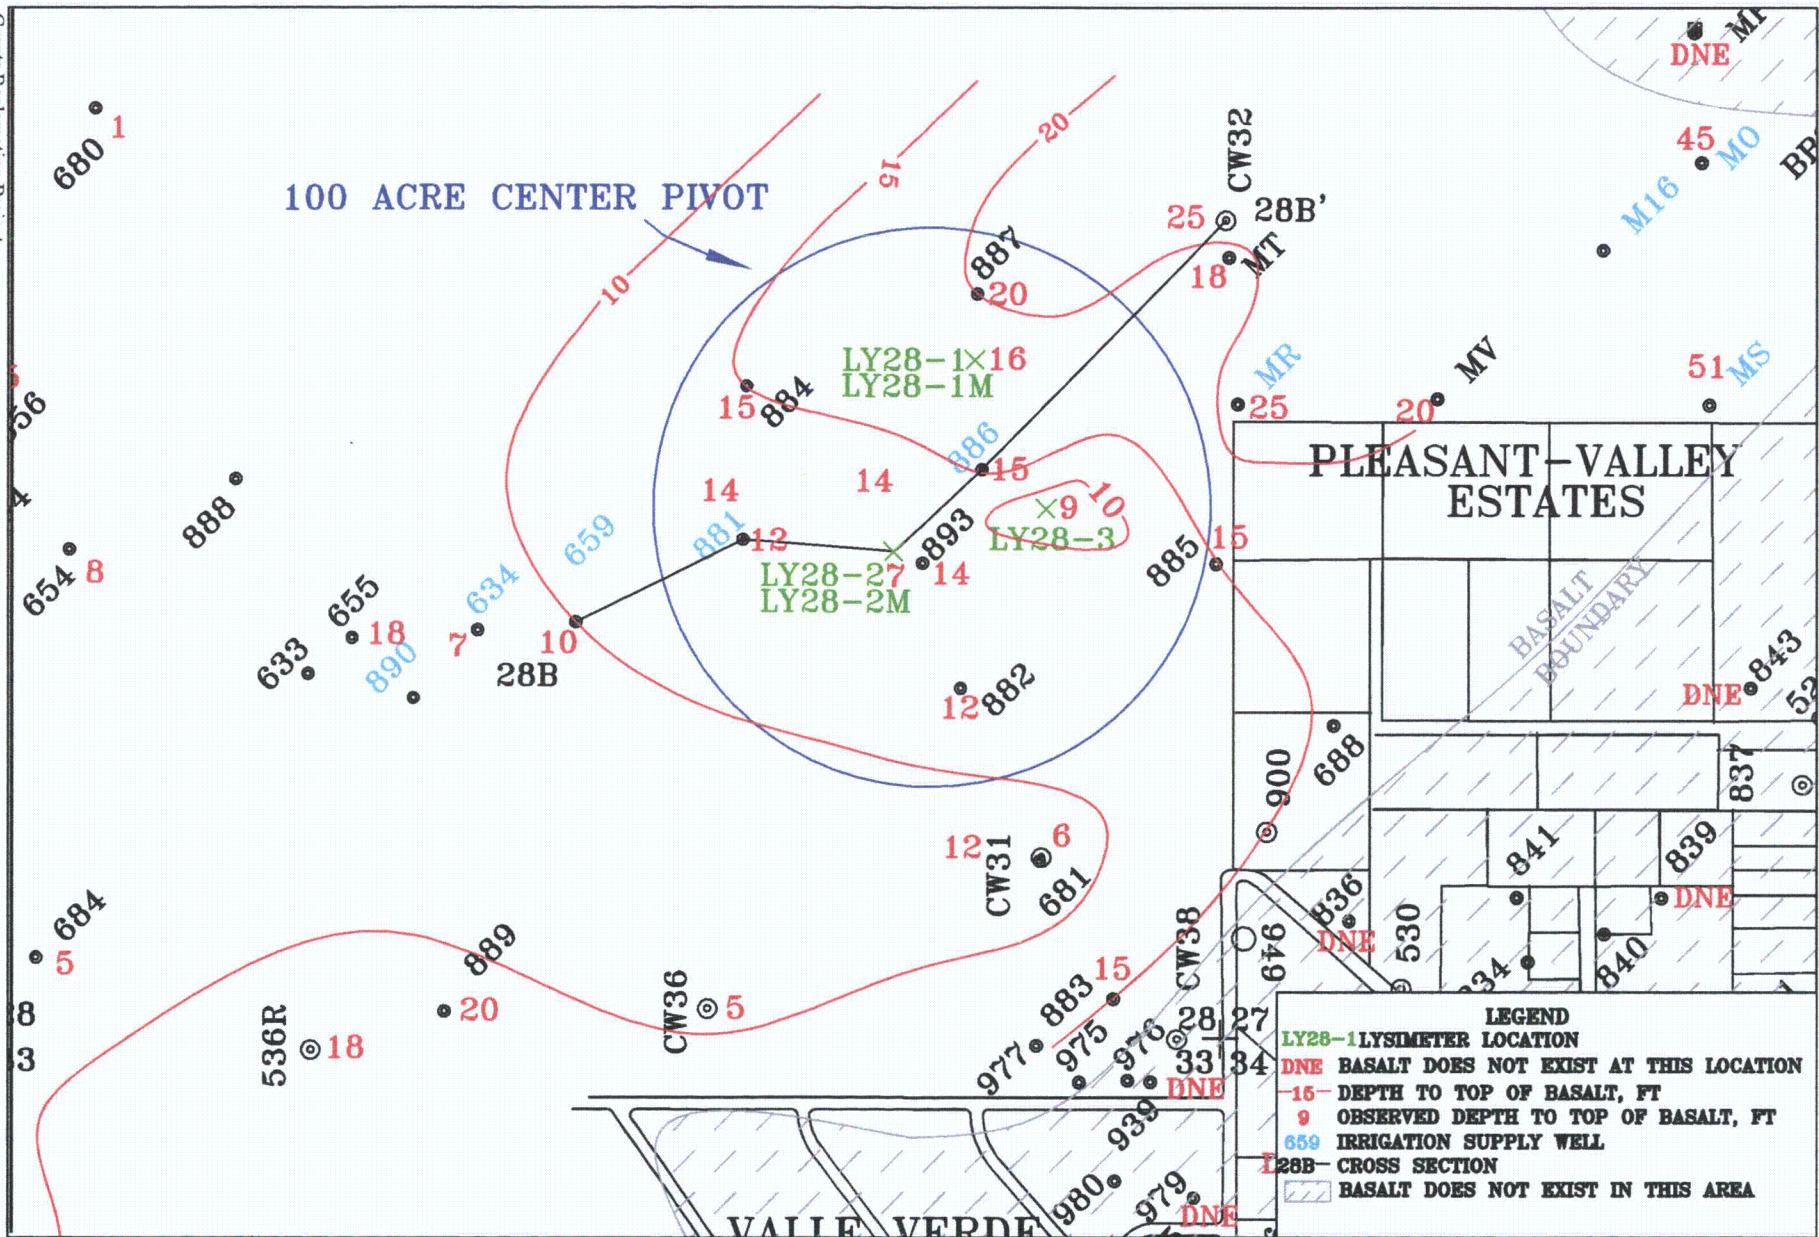 DNE
45
MO
M16
680
1
20
CW32
15
25
28B'
MT
18
100 ACRE CENTER PIVOT
887
20
10
LY28-1
16
LY28-1M
15
884
MR
25
MV
20
51
MS
886
15
PLEASANT-VALLEY
ESTATES
888
14
14
9
10
LY28-3
659
881
12
893
14
LY28-2
7
LY28-2M
885
15
654
8
655
18
633
890
634
7
10
28B
BASALT
BOUNDARY
882
12
DNE
843
688
900
837
12
CW31
6
681
841
839
DNE
836
DNE
530
840
684
5
889
20
536R
18
CW36
5
CW38
949
883
15
28
27
33
34
977
975
976
DNE
939
980
979
DNE
VALLE VERDE
LEGEND
LY28-1 LYSIMETER LOCATION
DNE BASALT DOES NOT EXIST AT THIS LOCATION
-15- DEPTH TO TOP OF BASALT, FT
9 OBSERVED DEPTH TO TOP OF BASALT, FT
659 IRRIGATION SUPPLY WELL
28B- CROSS SECTION
BASALT DOES NOT EXIST IN THIS AREA